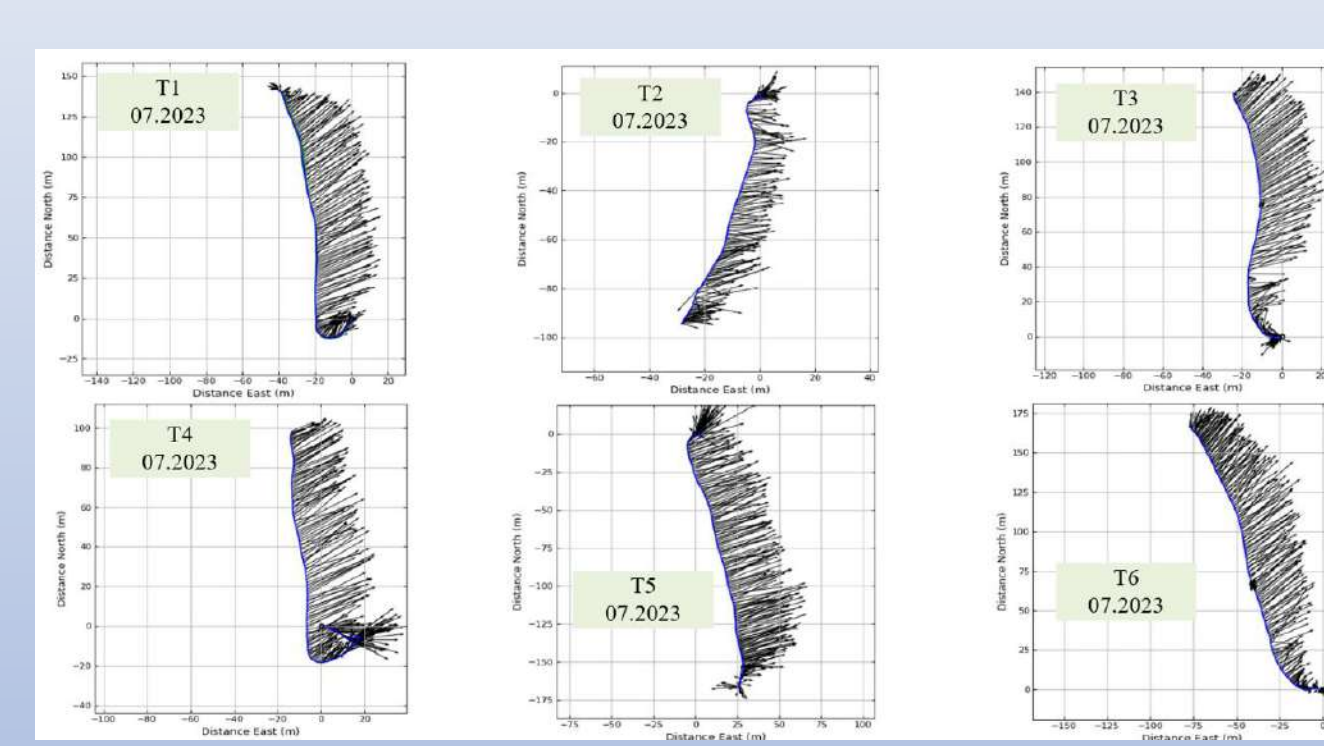 T1
07.2023
150
125
100
75
50
25
0
−25
−140 −120 −100 −80 −60 −40 −20 0 20
Distance North (m)
Distance East (m)
T2
07.2023
0
−20
−40
−60
−80
−100
−60 −40 −20 0 20 40
Distance North (m)
Distance East (m)
T3
07.2023
140
120
100
80
60
40
20
0
−120 −100 −80 −60 −40 −20 0 20
Distance North (m)
Distance East (m)
T4
07.2023
100
80
60
40
20
0
−20
−40
−100 −80 −60 −40 −20 0 20
Distance North (m)
Distance East (m)
T5
07.2023
0
−25
−50
−75
−100
−125
−150
−175
−75 −50 −25 0 25 50 75 100
Distance North (m)
Distance East (m)
T6
07.2023
175
150
125
100
75
50
25
0
−150 −125 −100 −75 −50 −25 0
Distance North (m)
Distance East (m)